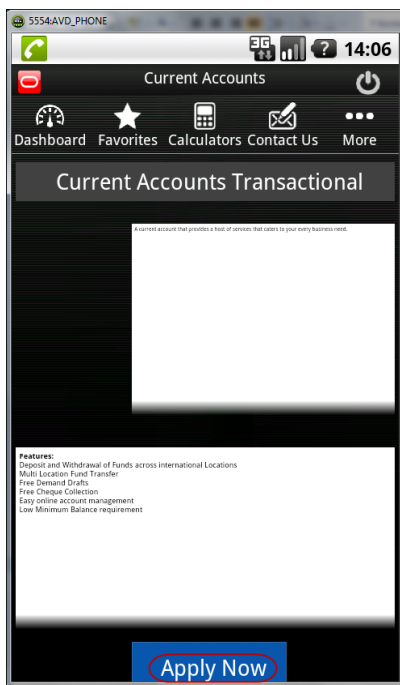 5554:AVD_PHONE
3G
14:06
Current Accounts
Dashboard Favorites Calculators Contact Us More
Current Accounts Transactional
A current account that provides a host of services that caters to your every business need.
Features:
Deposit and Withdrawal of Funds across international Locations
Multi Location Fund Transfer
Free Demand Drafts
Free Cheque Collection
Easy online account management
Low Minimum Balance requirement
Apply Now